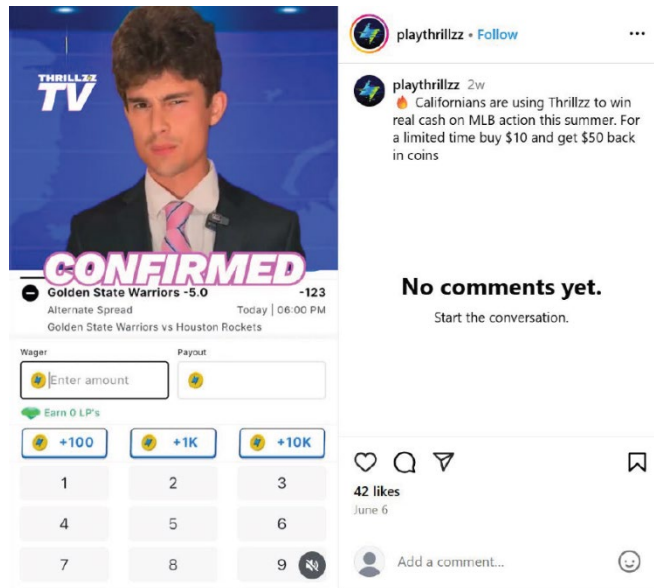 THRILLZZ
TV
CONFIRMED
Golden State Warriors -5.0 -123
Alternate Spread Today | 06:00 PM
Golden State Warriors vs Houston Rockets
Wager Payout
Enter amount
Earn 0 LP's
+100 +1K +10K
1 2 3
4 5 6
7 8 9
playthrillzz • Follow
playthrillzz 2w
🔥 Californians are using Thrillzz to win
real cash on MLB action this summer. For
a limited time buy $10 and get $50 back
in coins
No comments yet.
Start the conversation.
42 likes
June 6
Add a comment...